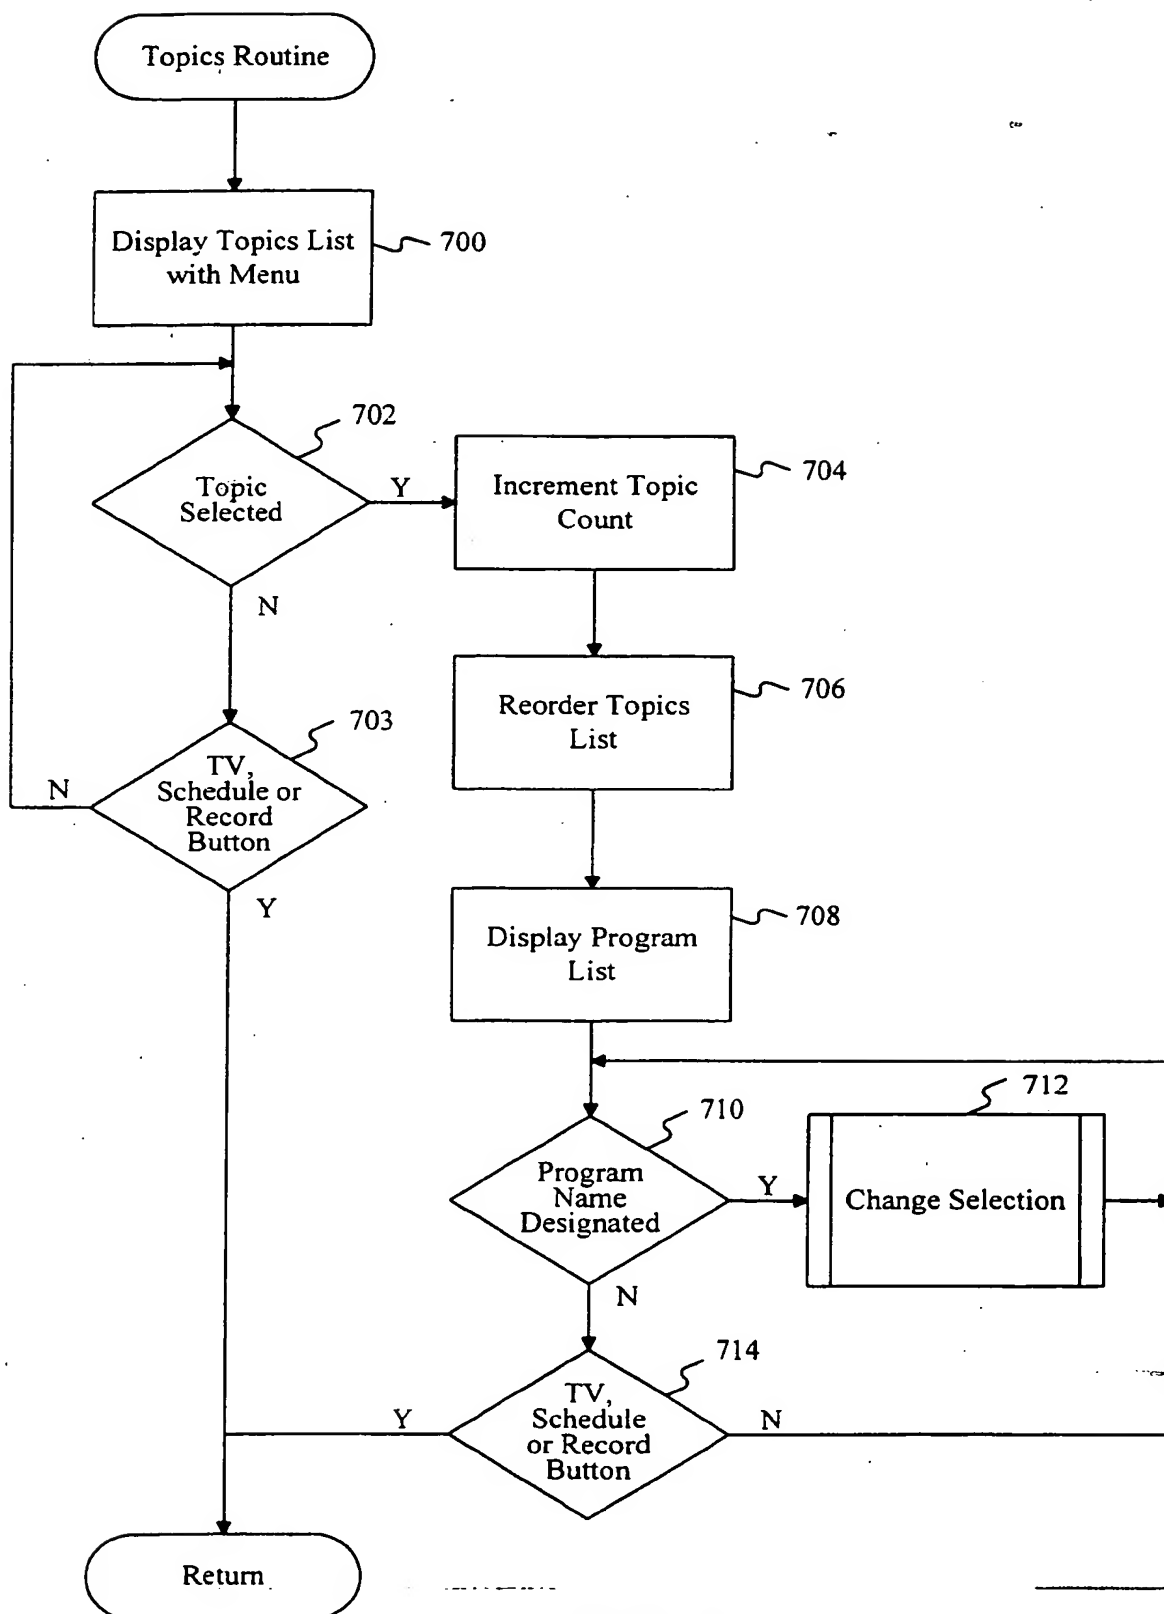 Topics Routine
Display Topics List
with Menu
700
702
Topic
Selected
Y
N
Increment Topic
Count
704
Reorder Topics
List
706
703
TV,
Schedule or
Record
Button
N
Y
Display Program
List
708
710
Program
Name
Designated
Y
N
712
Change Selection
714
TV,
Schedule
or Record
Button
Y
N
Return